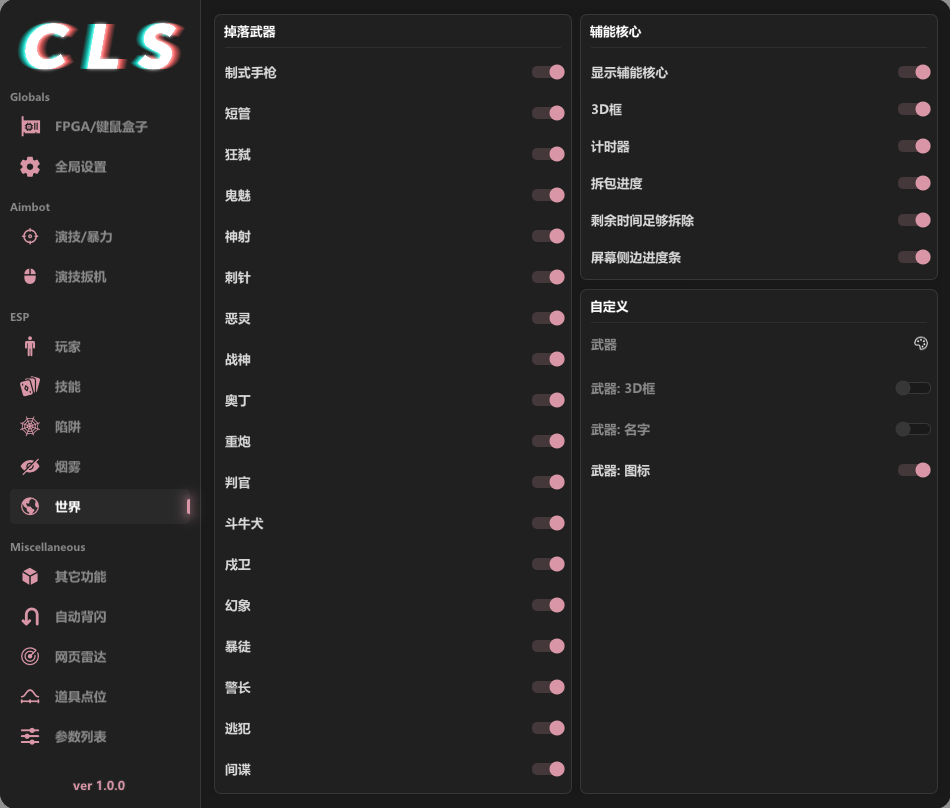 CLS
Globals
FPGA/键鼠盒子
全局设置
Aimbot
演技/暴力
演技扳机
ESP
玩家
技能
陷阱
烟雾
世界
Miscellaneous
其它功能
自动背闪
网页雷达
道具点位
参数列表
ver 1.0.0
掉落武器
制式手枪
短管
狂弑
鬼魅
神射
刺针
恶灵
战神
奥丁
重炮
判官
斗牛犬
戍卫
幻象
暴徒
警长
逃犯
间谍
辅能核心
显示辅能核心
3D框
计时器
拆包进度
剩余时间足够拆除
屏幕侧边进度条
自定义
武器
武器: 3D框
武器: 名字
武器: 图标